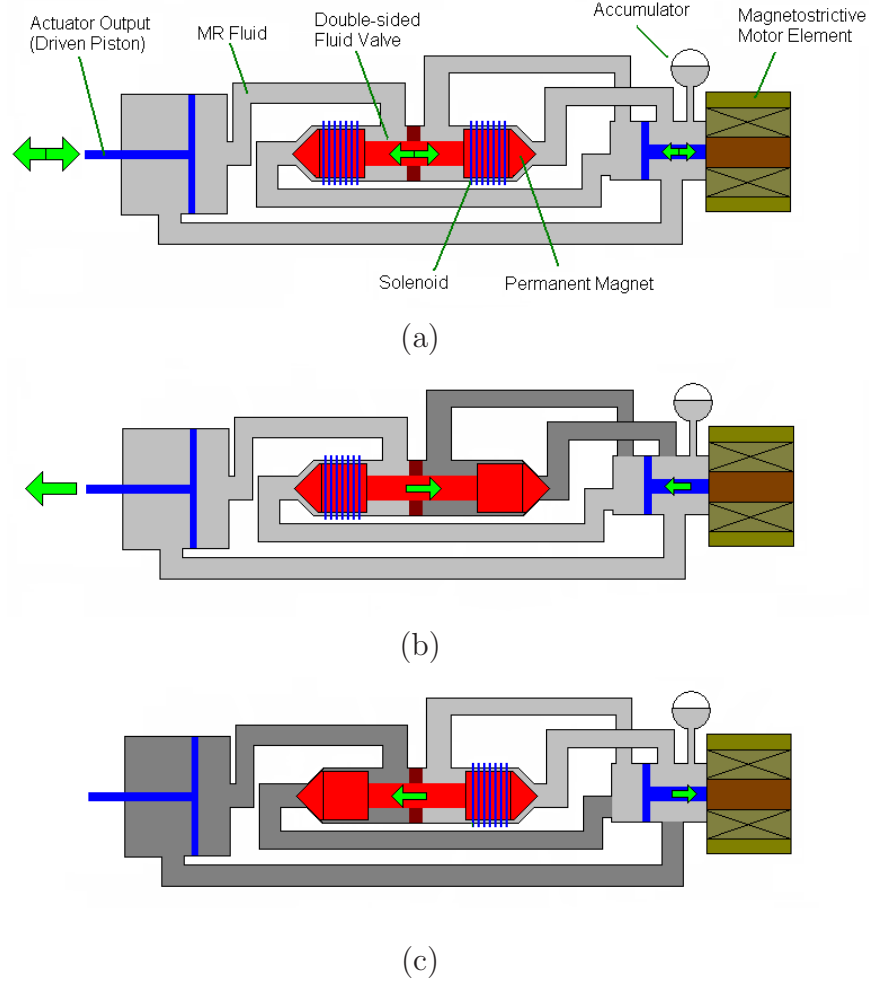 Actuator Output
(Driven Piston)
MR Fluid
Double-sided
Fluid Valve
Accumulator
Magnetostrictive
Motor Element
Solenoid
Permanent Magnet
(a)
(b)
(c)